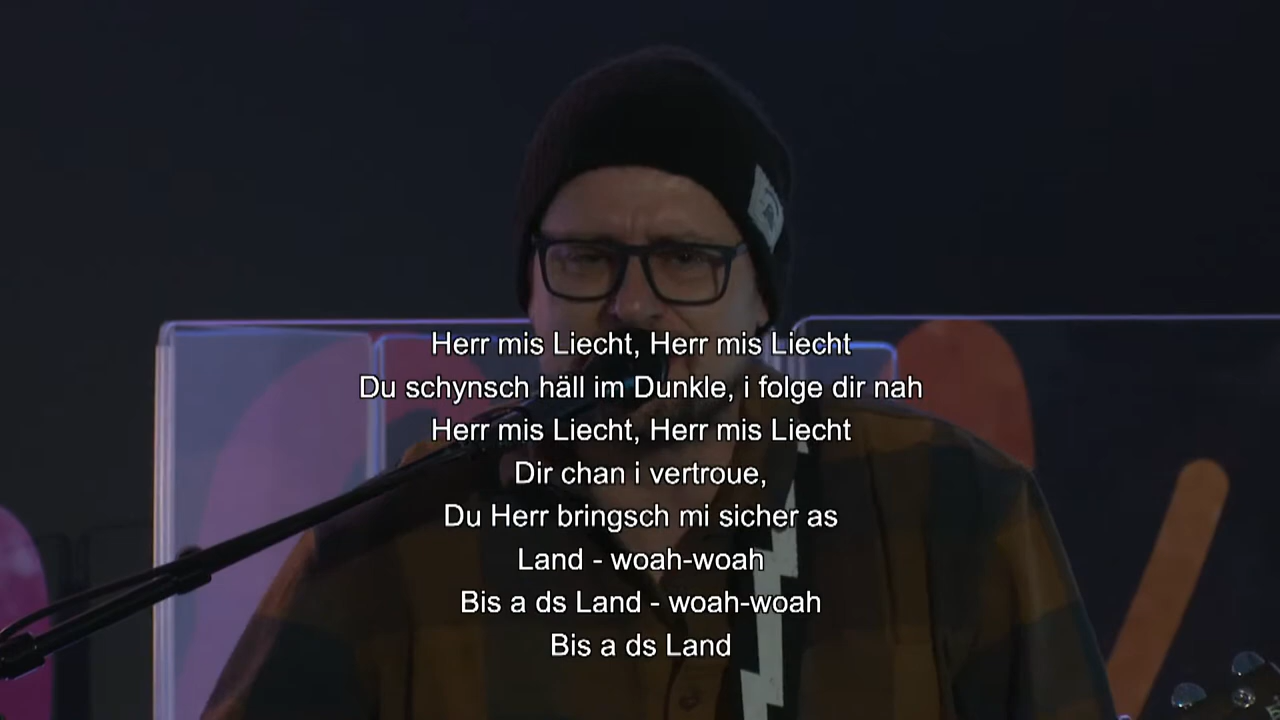 Herr mis Liecht, Herr mis Liecht
Du schynsch häll im Dunkle, i folge dir nah
Herr mis Liecht, Herr mis Liecht
Dir chan i vertroue,
Du Herr bringsch mi sicher as
Land - woah-woah
Bis a ds Land - woah-woah
Bis a ds Land